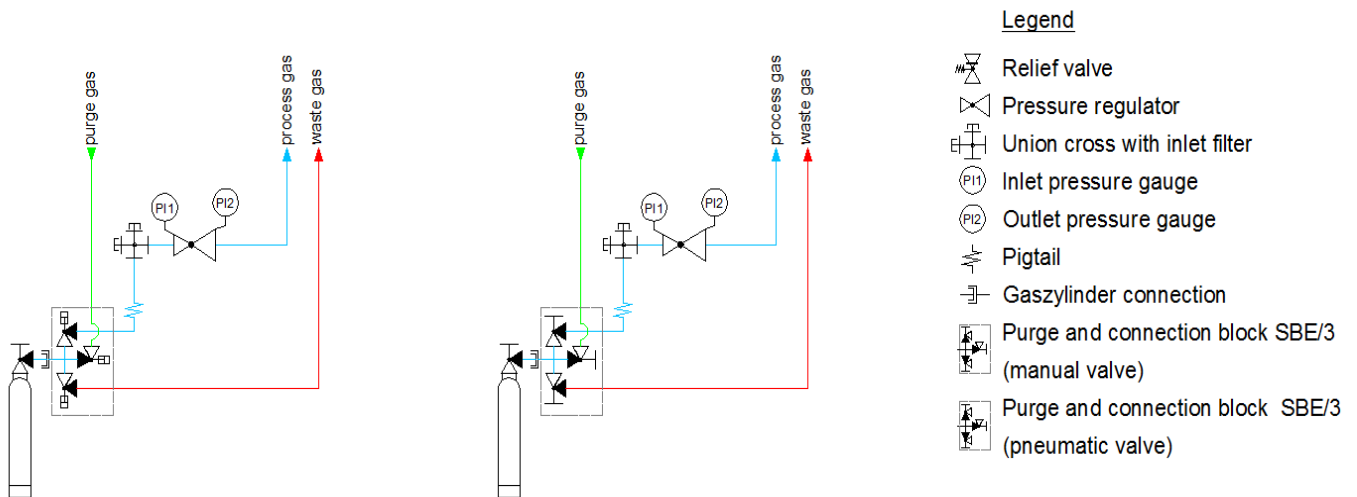 purge gas
process gas
waste gas
PI1
PI2
purge gas
process gas
waste gas
PI1
PI2
Legend
Relief valve
Pressure regulator
Union cross with inlet filter
PI1 Inlet pressure gauge
PI2 Outlet pressure gauge
Pigtail
Gaszylinder connection
Purge and connection block SBE/3
(manual valve)
Purge and connection block SBE/3
(pneumatic valve)